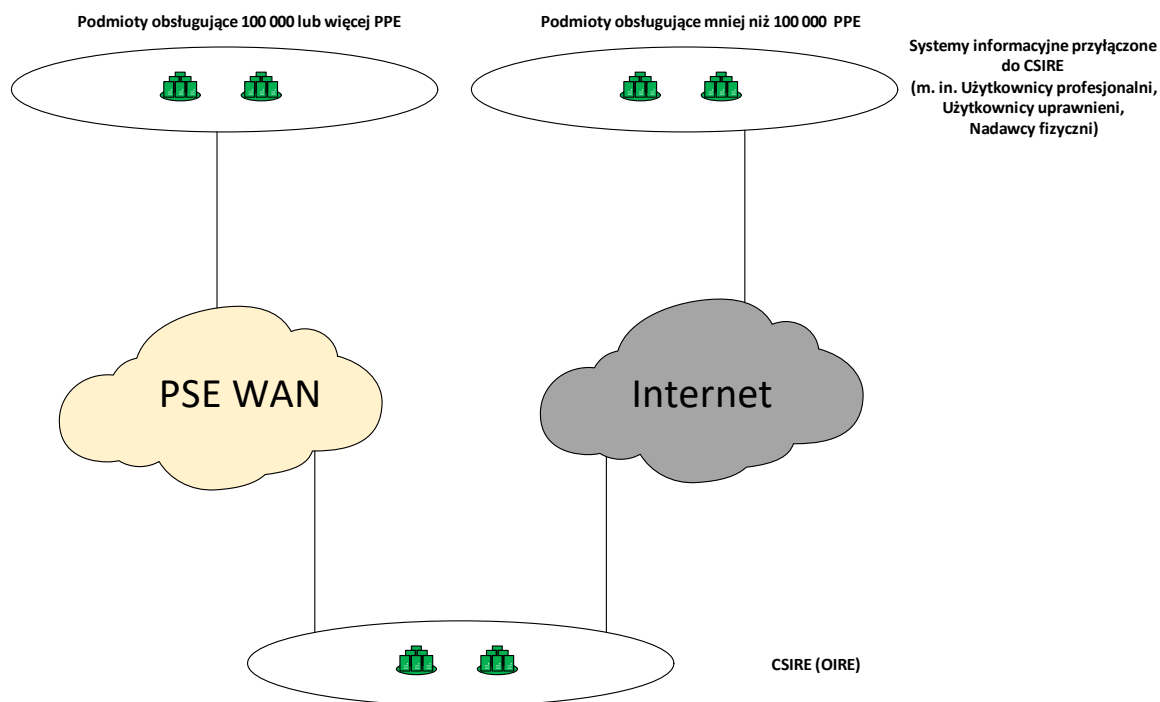 Podmioty obsługujące 100 000 lub więcej PPE
Podmioty obsługujące mniej niż 100 000 PPE
Systemy informacyjne przyłączone
do CSIRE
(m. in. Użytkownicy profesjonalni,
Użytkownicy uprawnieni,
Nadawcy fizyczni)
PSE WAN
Internet
CSIRE (OIRE)